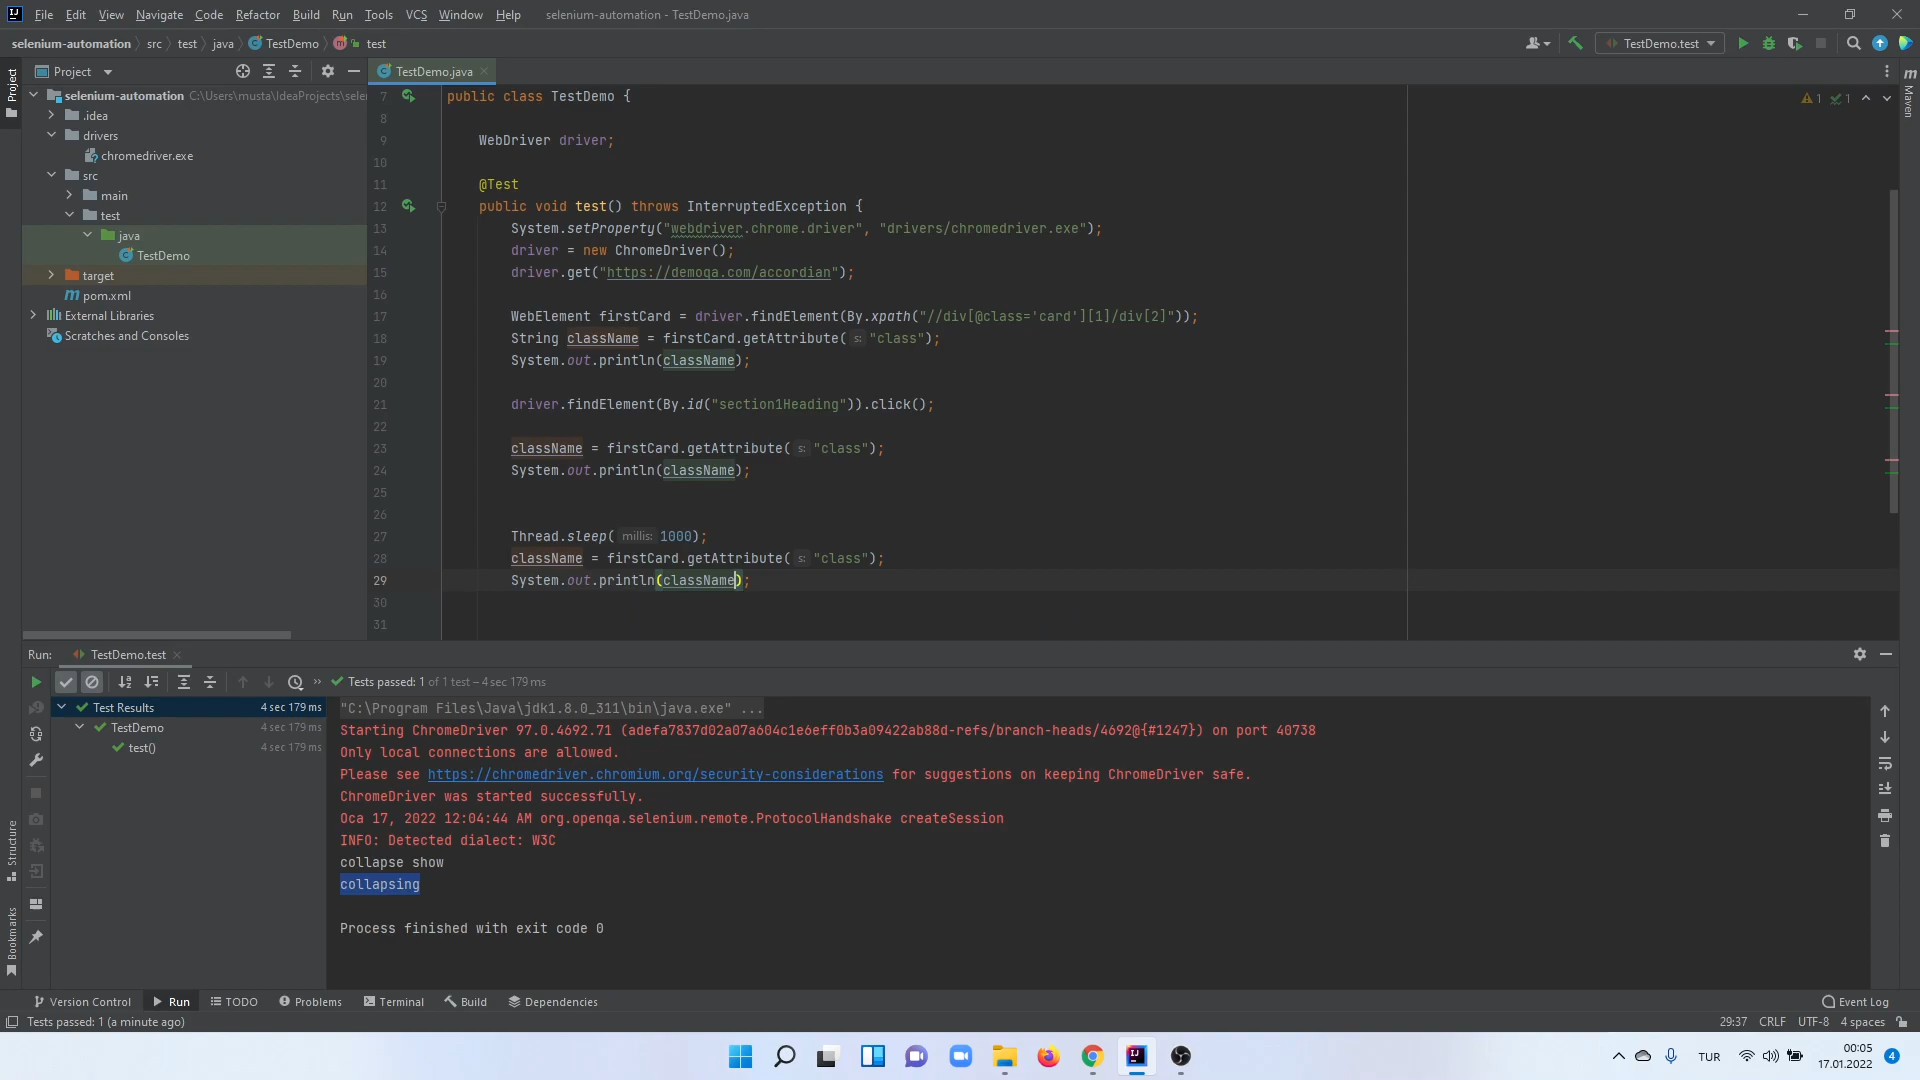 File Edit View Navigate Code Refactor Build Run Tools VCS Window Help selenium-automation - TestDemo.java
selenium-automation src test java TestDemo test
TestDemo.test
Project
TestDemo.java
selenium-automation C:\Users\musta\IdeaProjects\sele
.idea
drivers
chromedriver.exe
src
main
test
java
TestDemo
target
pom.xml
External Libraries
Scratches and Consoles
Project
Structure
Bookmarks
Maven
1 1
7 public class TestDemo {
8
9 WebDriver driver;
10
11 @Test
12 public void test() throws InterruptedException {
13 System.setProperty("webdriver.chrome.driver", "drivers/chromedriver.exe");
14 driver = new ChromeDriver();
15 driver.get("https://demoqa.com/accordian");
16
17 WebElement firstCard = driver.findElement(By.xpath("//div[@class='card'][1]/div[2]"));
18 String className = firstCard.getAttribute( s: "class");
19 System.out.println(className);
20
21 driver.findElement(By.id("section1Heading")).click();
22
23 className = firstCard.getAttribute( s: "class");
24 System.out.println(className);
25
26
27 Thread.sleep( millis: 1000);
28 className = firstCard.getAttribute( s: "class");
29 System.out.println(className);
30
31
Run: TestDemo.test
Tests passed: 1 of 1 test – 4 sec 179 ms
Test Results 4 sec 179 ms
TestDemo 4 sec 179 ms
test() 4 sec 179 ms
"C:\Program Files\Java\jdk1.8.0_311\bin\java.exe" ...
Starting ChromeDriver 97.0.4692.71 (adefa7837d02a07a604c1e6eff0b3a09422ab88d-refs/branch-heads/4692@{#1247}) on port 40738
Only local connections are allowed.
Please see https://chromedriver.chromium.org/security-considerations for suggestions on keeping ChromeDriver safe.
ChromeDriver was started successfully.
Oca 17, 2022 12:04:44 AM org.openqa.selenium.remote.ProtocolHandshake createSession
INFO: Detected dialect: W3C
collapse show
collapsing
Process finished with exit code 0
Version Control Run TODO Problems Terminal Build Dependencies Event Log
Tests passed: 1 (a minute ago) 29:37 CRLF UTF-8 4 spaces
TUR 00:05 4
17.01.2022